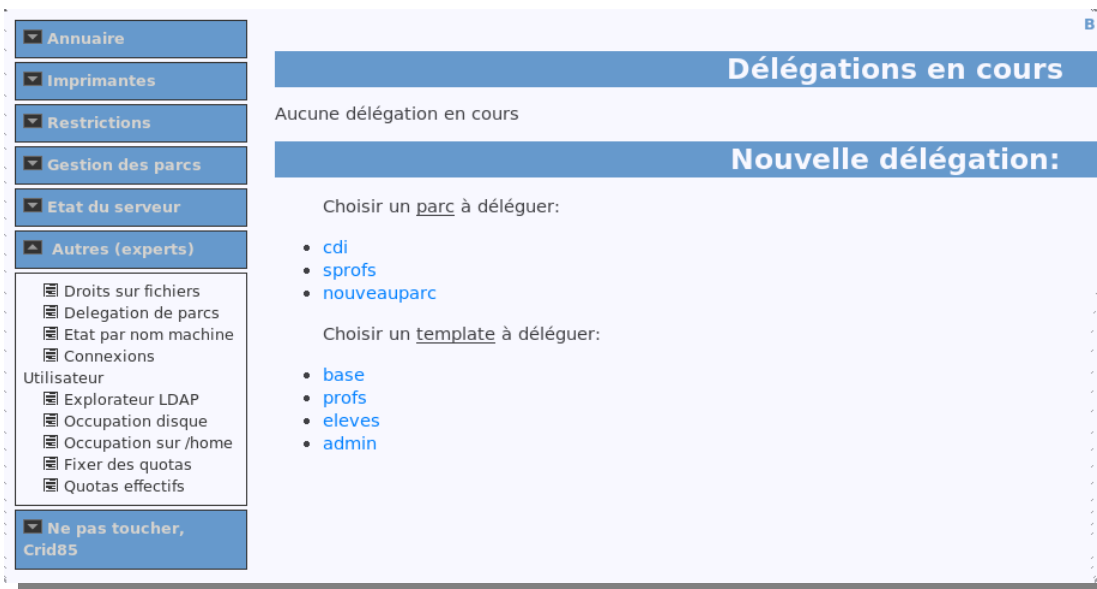 Annuaire
Imprimantes
Restrictions
Gestion des parcs
Etat du serveur
Autres (experts)
Droits sur fichiers
Delegation de parcs
Etat par nom machine
Connexions
Utilisateur
Explorateur LDAP
Occupation disque
Occupation sur /home
Fixer des quotas
Quotas effectifs
Ne pas toucher,
Crid85
B
Délégations en cours
Aucune délégation en cours
Nouvelle délégation:
Choisir un parc à déléguer:
cdi
sprofs
nouveauparc
Choisir un template à déléguer:
base
profs
eleves
admin